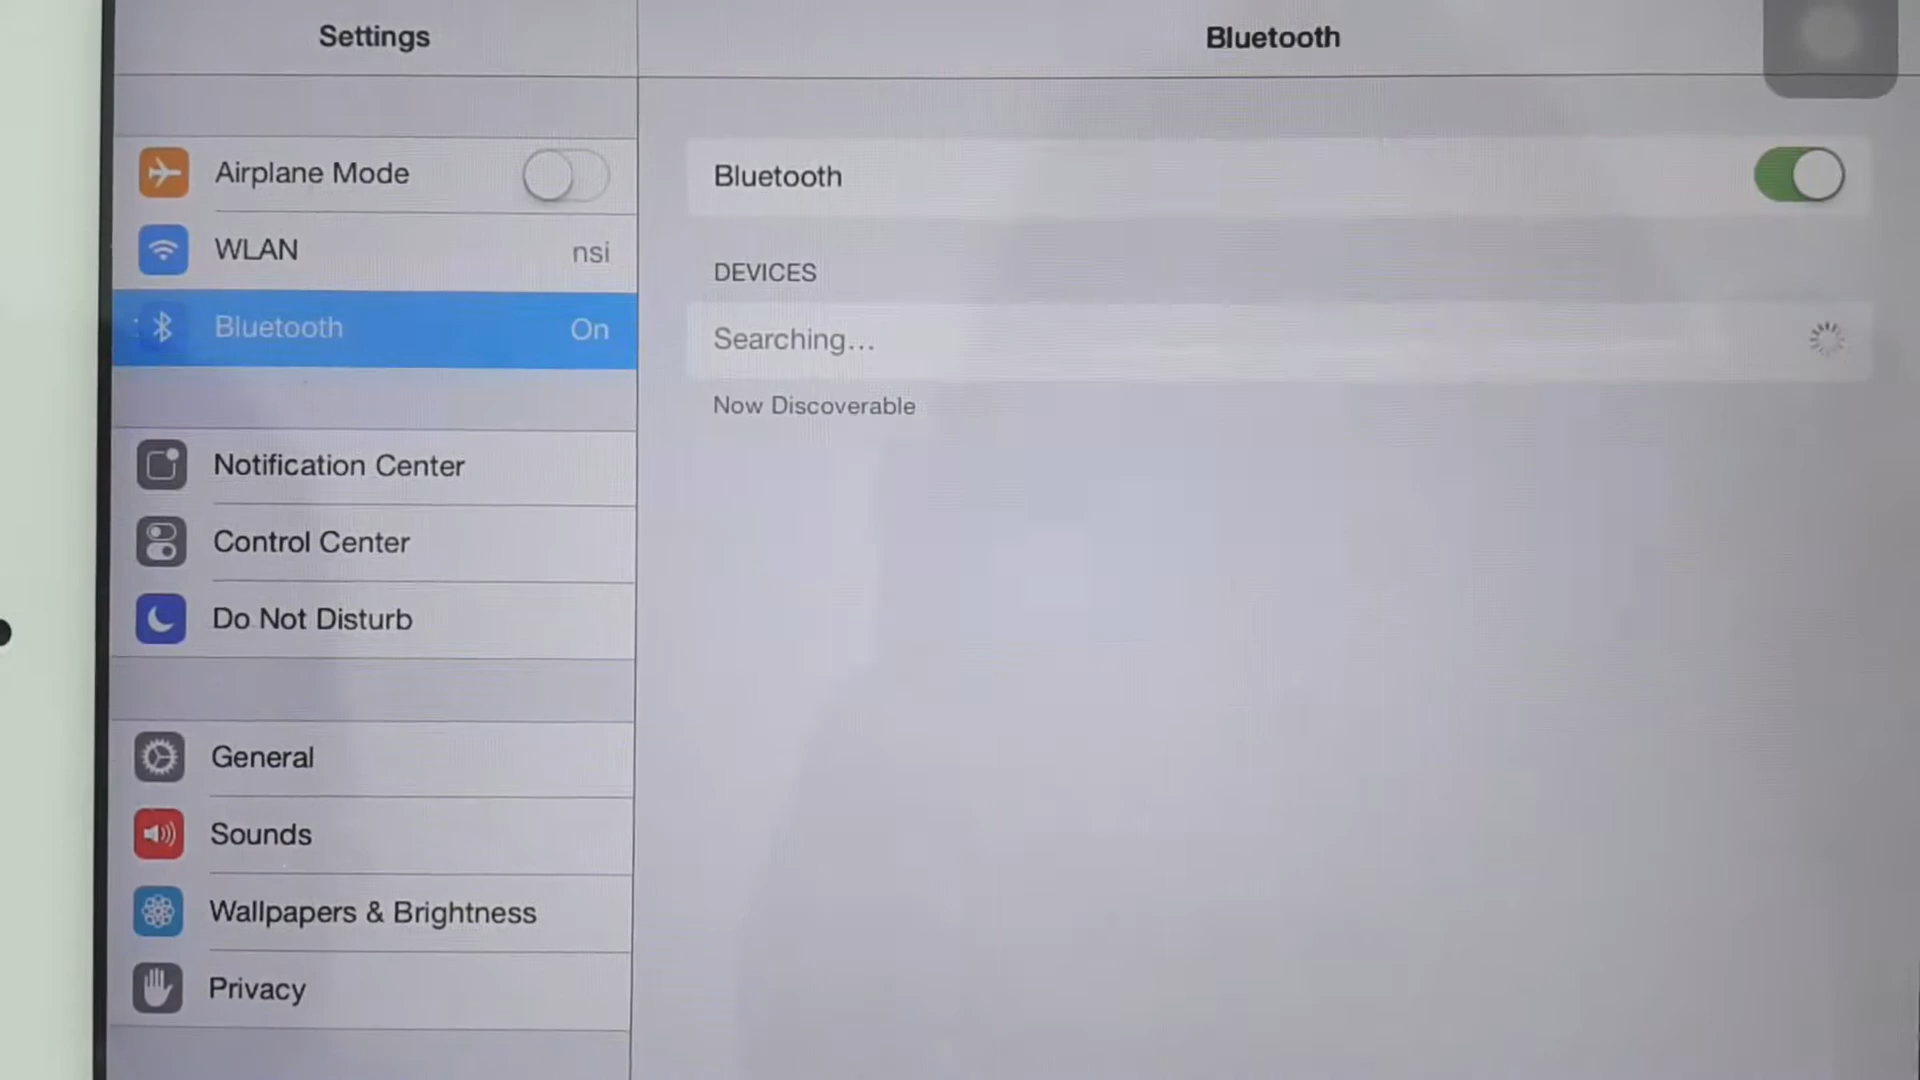 Settings
Bluetooth
Airplane Mode
WLAN nsi
Bluetooth On
Notification Center
Control Center
Do Not Disturb
General
Sounds
Wallpapers & Brightness
Privacy
Bluetooth
DEVICES
Searching...
Now Discoverable